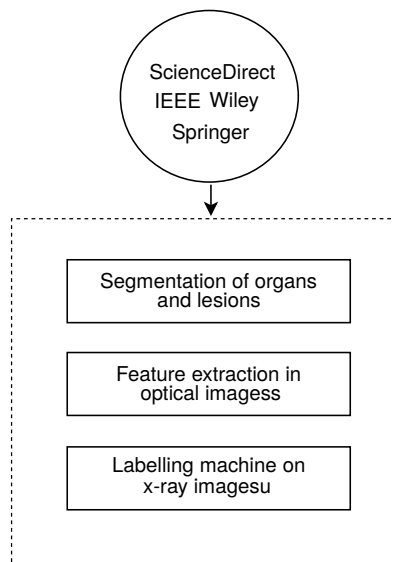 ScienceDirect
IEEE Wiley
Springer
Segmentation of organs
and lesions
Feature extraction in
optical imagess
Labelling machine on
x-ray imagesu